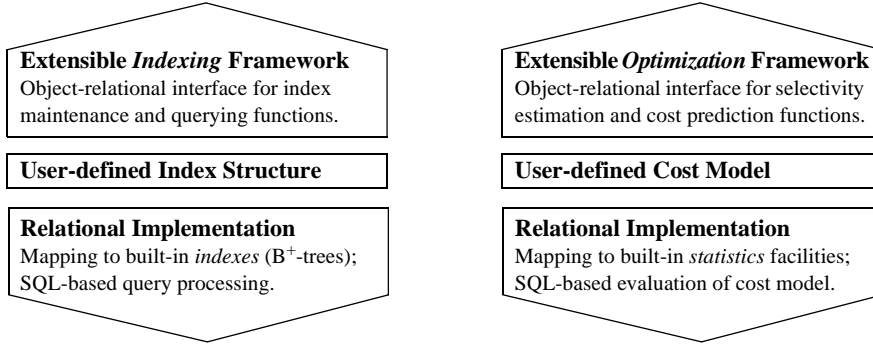 Extensible Indexing Framework
Object-relational interface for index
maintenance and querying functions.
User-defined Index Structure
Relational Implementation
Mapping to built-in indexes (B+-trees);
SQL-based query processing.
Extensible Optimization Framework
Object-relational interface for selectivity
estimation and cost prediction functions.
User-defined Cost Model
Relational Implementation
Mapping to built-in statistics facilities;
SQL-based evaluation of cost model.